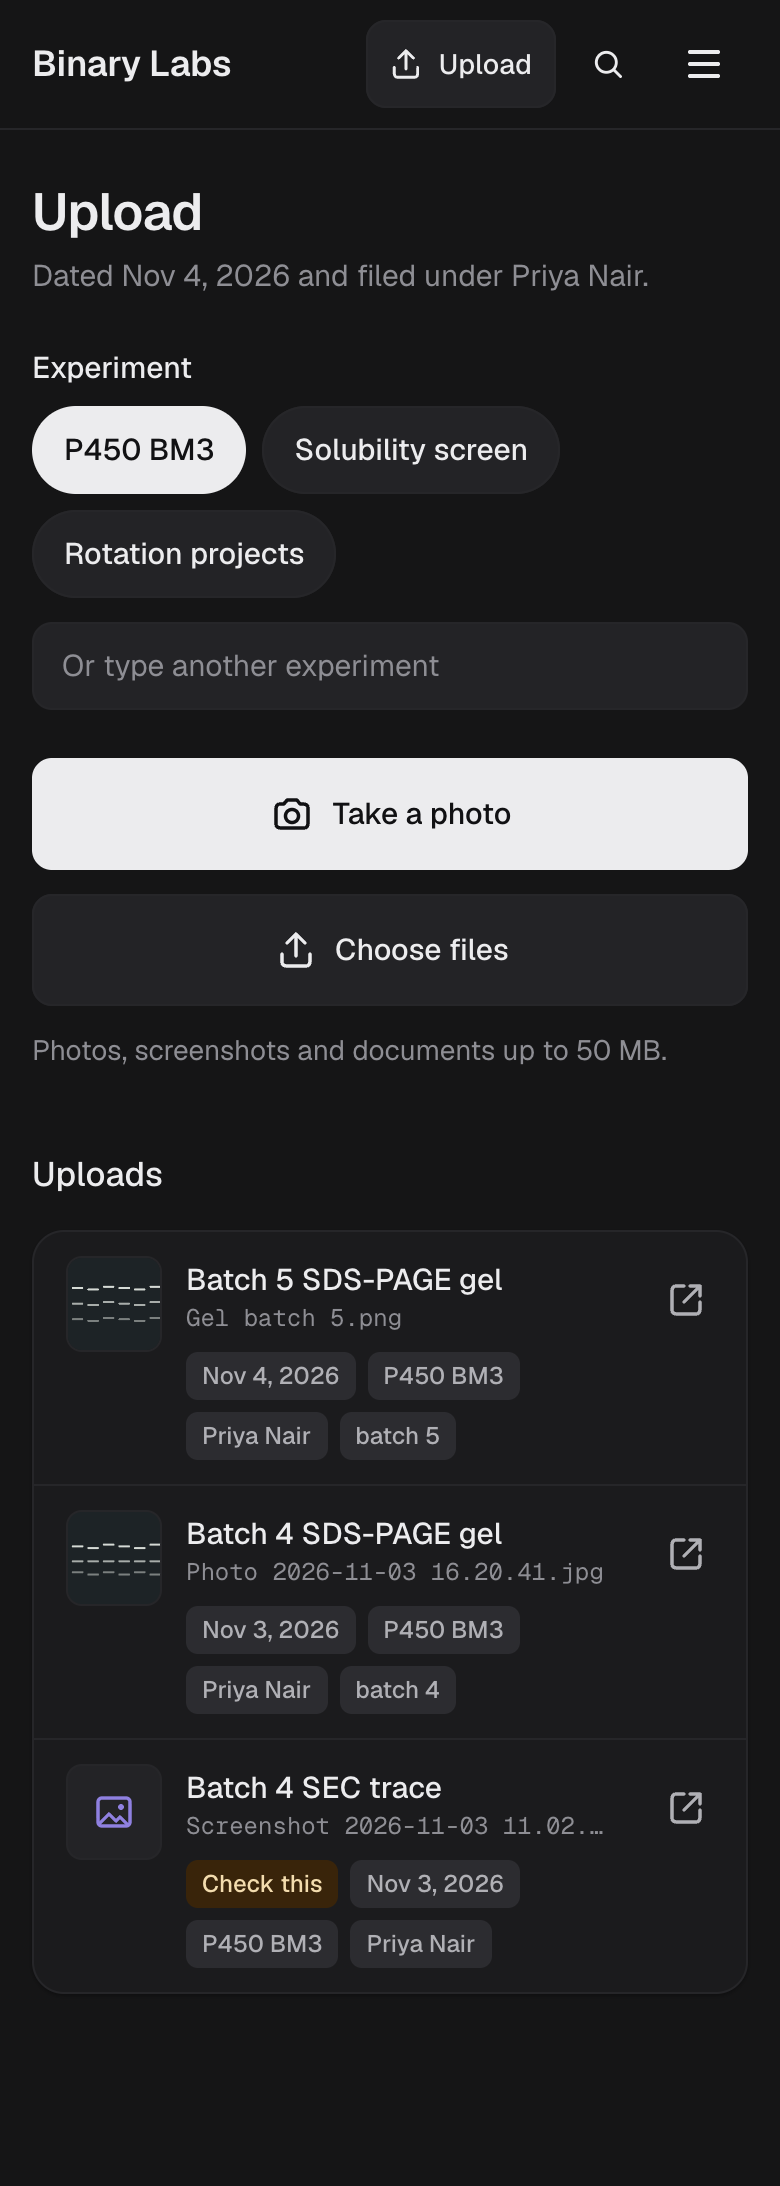 Binary Labs
Upload
Upload
Dated Nov 4, 2026 and filed under Priya Nair.
Experiment
P450 BM3
Solubility screen
Rotation projects
Or type another experiment
Take a photo
Choose files
Photos, screenshots and documents up to 50 MB.
Uploads
Batch 5 SDS-PAGE gel
Gel batch 5.png
Nov 4, 2026
P450 BM3
Priya Nair
batch 5
Batch 4 SDS-PAGE gel
Photo 2026-11-03 16.20.41.jpg
Nov 3, 2026
P450 BM3
Priya Nair
batch 4
Batch 4 SEC trace
Screenshot 2026-11-03 11.02.…
Check this
Nov 3, 2026
P450 BM3
Priya Nair